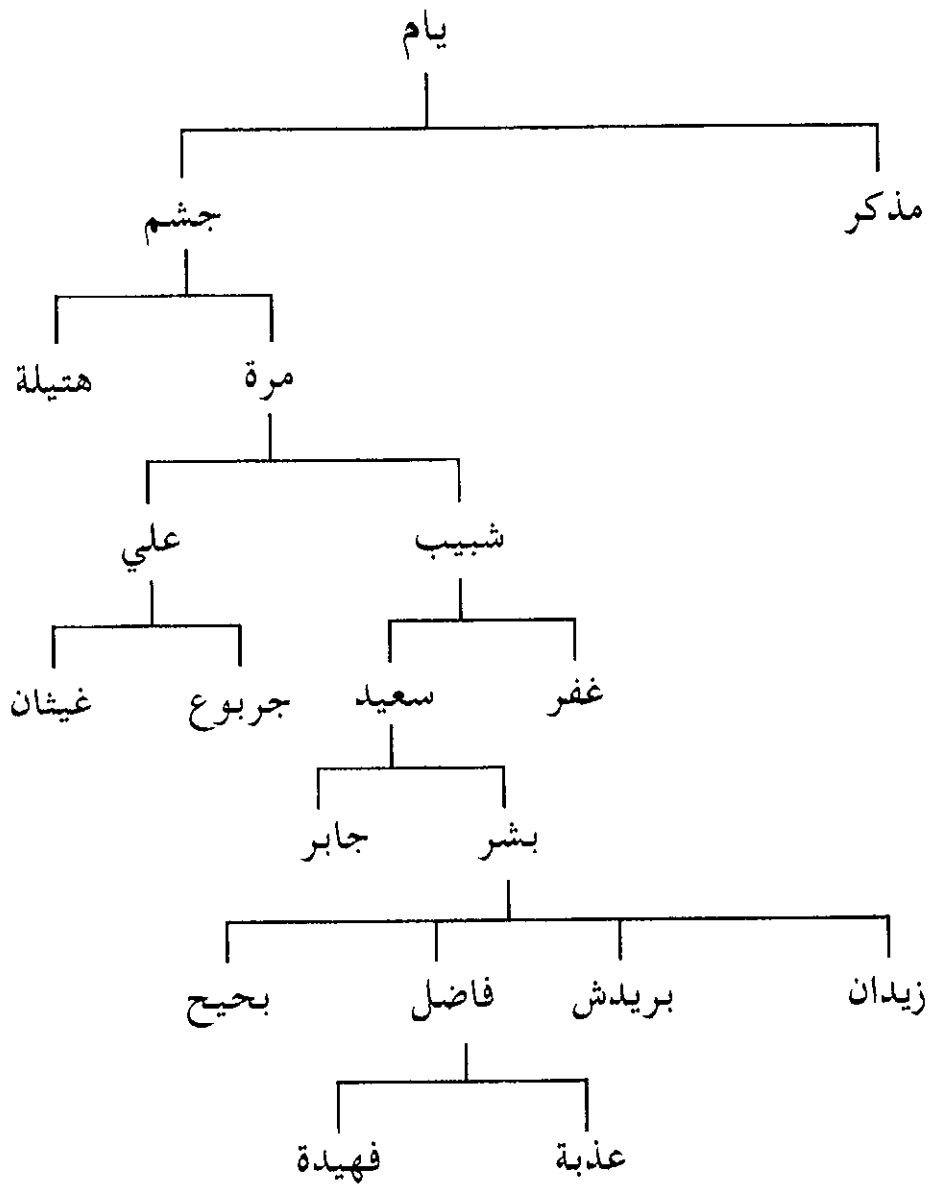 يام
مذكر جشم
مرة هتيلة
شبيب علي
غفر سعيد جربوع غيثان
بشر جابر
زيدان بريدش فاضل بحيح
عذبة فهيدة